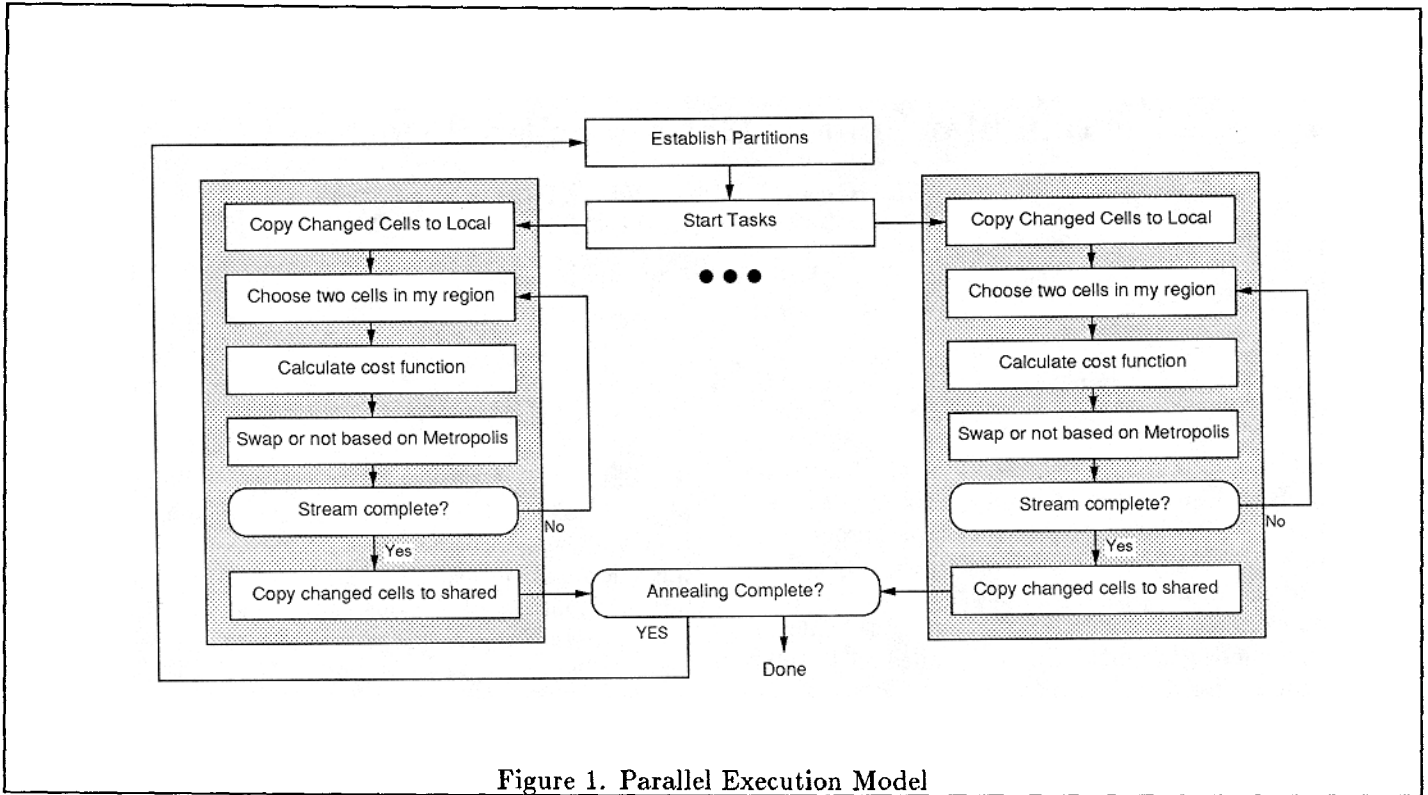 Establish Partitions
Start Tasks
Copy Changed Cells to Local
Choose two cells in my region
Calculate cost function
Swap or not based on Metropolis
Stream complete?
No
Yes
Copy changed cells to shared
Copy Changed Cells to Local
Choose two cells in my region
Calculate cost function
Swap or not based on Metropolis
Stream complete?
No
Yes
Copy changed cells to shared
Annealing Complete?
YES
Done
Figure 1. Parallel Execution Model